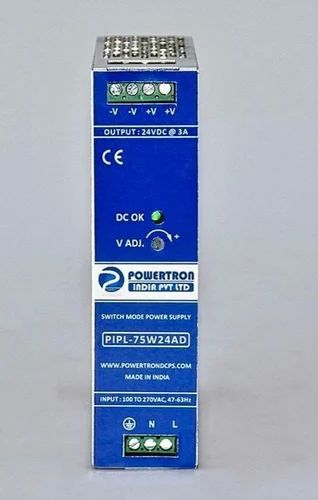 -V -V +V +V
OUTPUT : 24VDC @ 3A
CE
DC OK
V ADJ. +
POWERTRON
INDIA PVT LTD
SWITCH MODE POWER SUPPLY
PIPL-75W24AD
WWW.POWERTRONDCPS.COM
MADE IN INDIA
INPUT : 100 TO 270VAC, 47-63Hz
N L